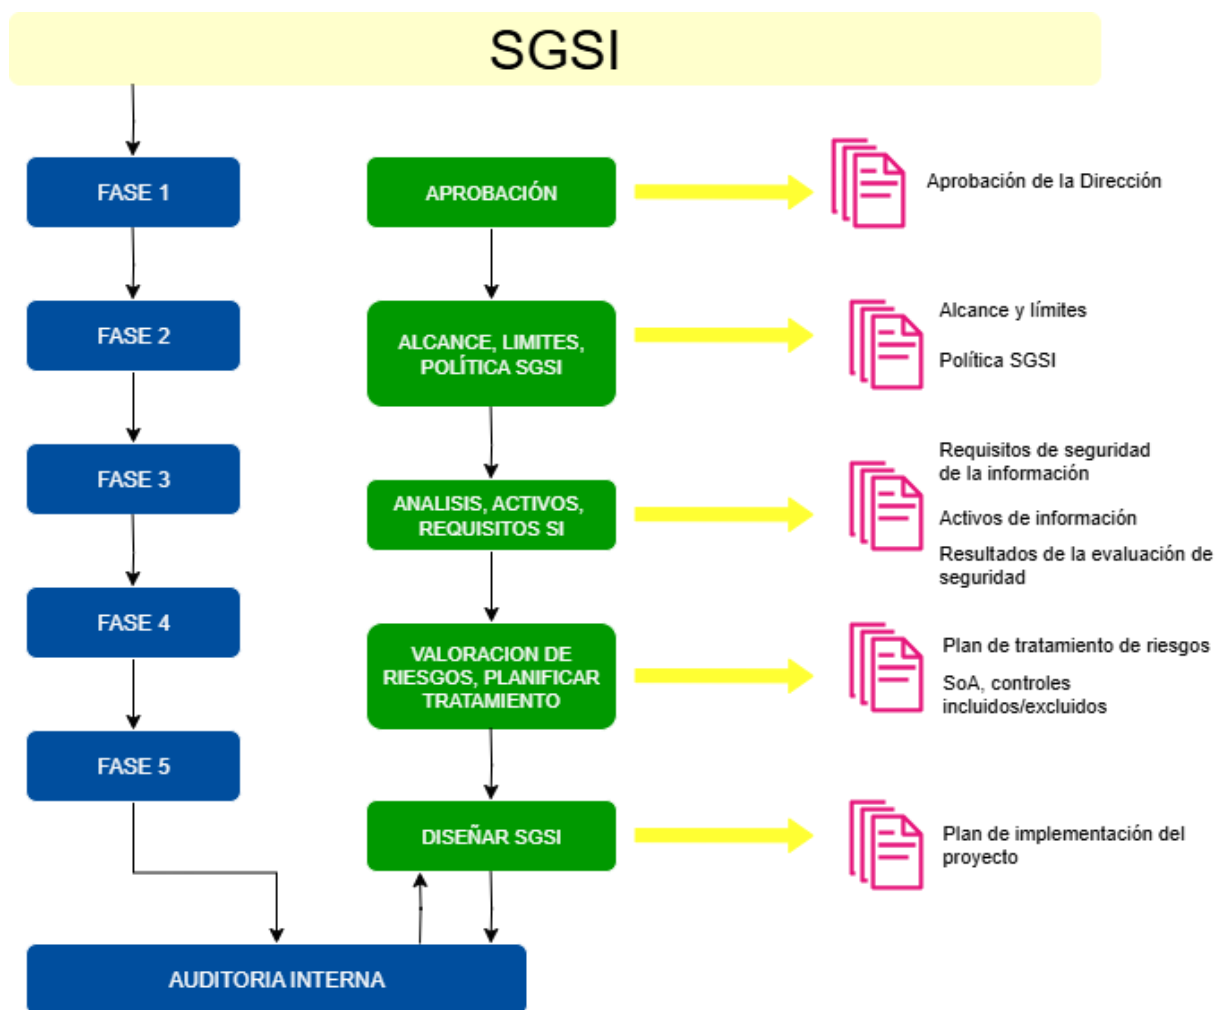 SGSI
FASE 1
APROBACIÓN
Aprobación de la Dirección
FASE 2
ALCANCE, LIMITES,
POLÍTICA SGSI
Alcance y límites
Política SGSI
FASE 3
ANALISIS, ACTIVOS,
REQUISITOS SI
Requisitos de seguridad
de la información
Activos de información
Resultados de la evaluación de
seguridad
FASE 4
VALORACION DE
RIESGOS, PLANIFICAR
TRATAMIENTO
Plan de tratamiento de riesgos
SoA, controles
incluidos/excluidos
FASE 5
DISEÑAR SGSI
Plan de implementación del
proyecto
AUDITORIA INTERNA